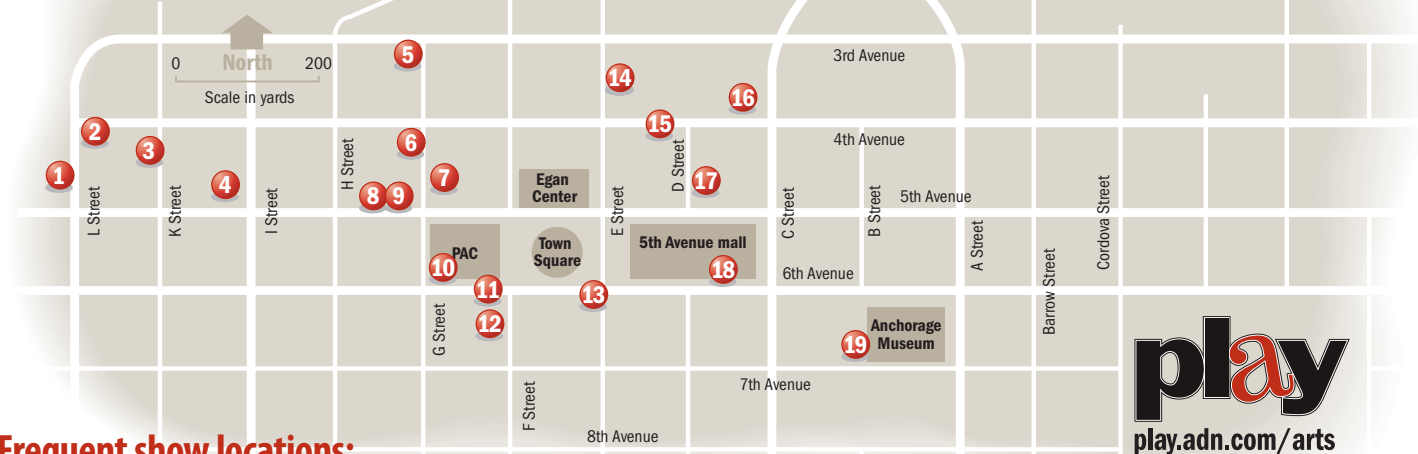 5
0
North
200
Scale in yards
14
16
3rd Avenue
2
15
4th Avenue
3
6
1
4
8
9
7
17
H Street
D Street
Egan
Center
5th Avenue
L Street
K Street
I Street
E Street
C Street
B Street
A Street
Cordova Street
PAC
Town
Square
5th Avenue mall
10
18
6th Avenue
11
13
12
G Street
Barrow Street
Anchorage
Museum
19
7th Avenue
F Street
8th Avenue
play
play.adn.com/arts
Frequent show locations: